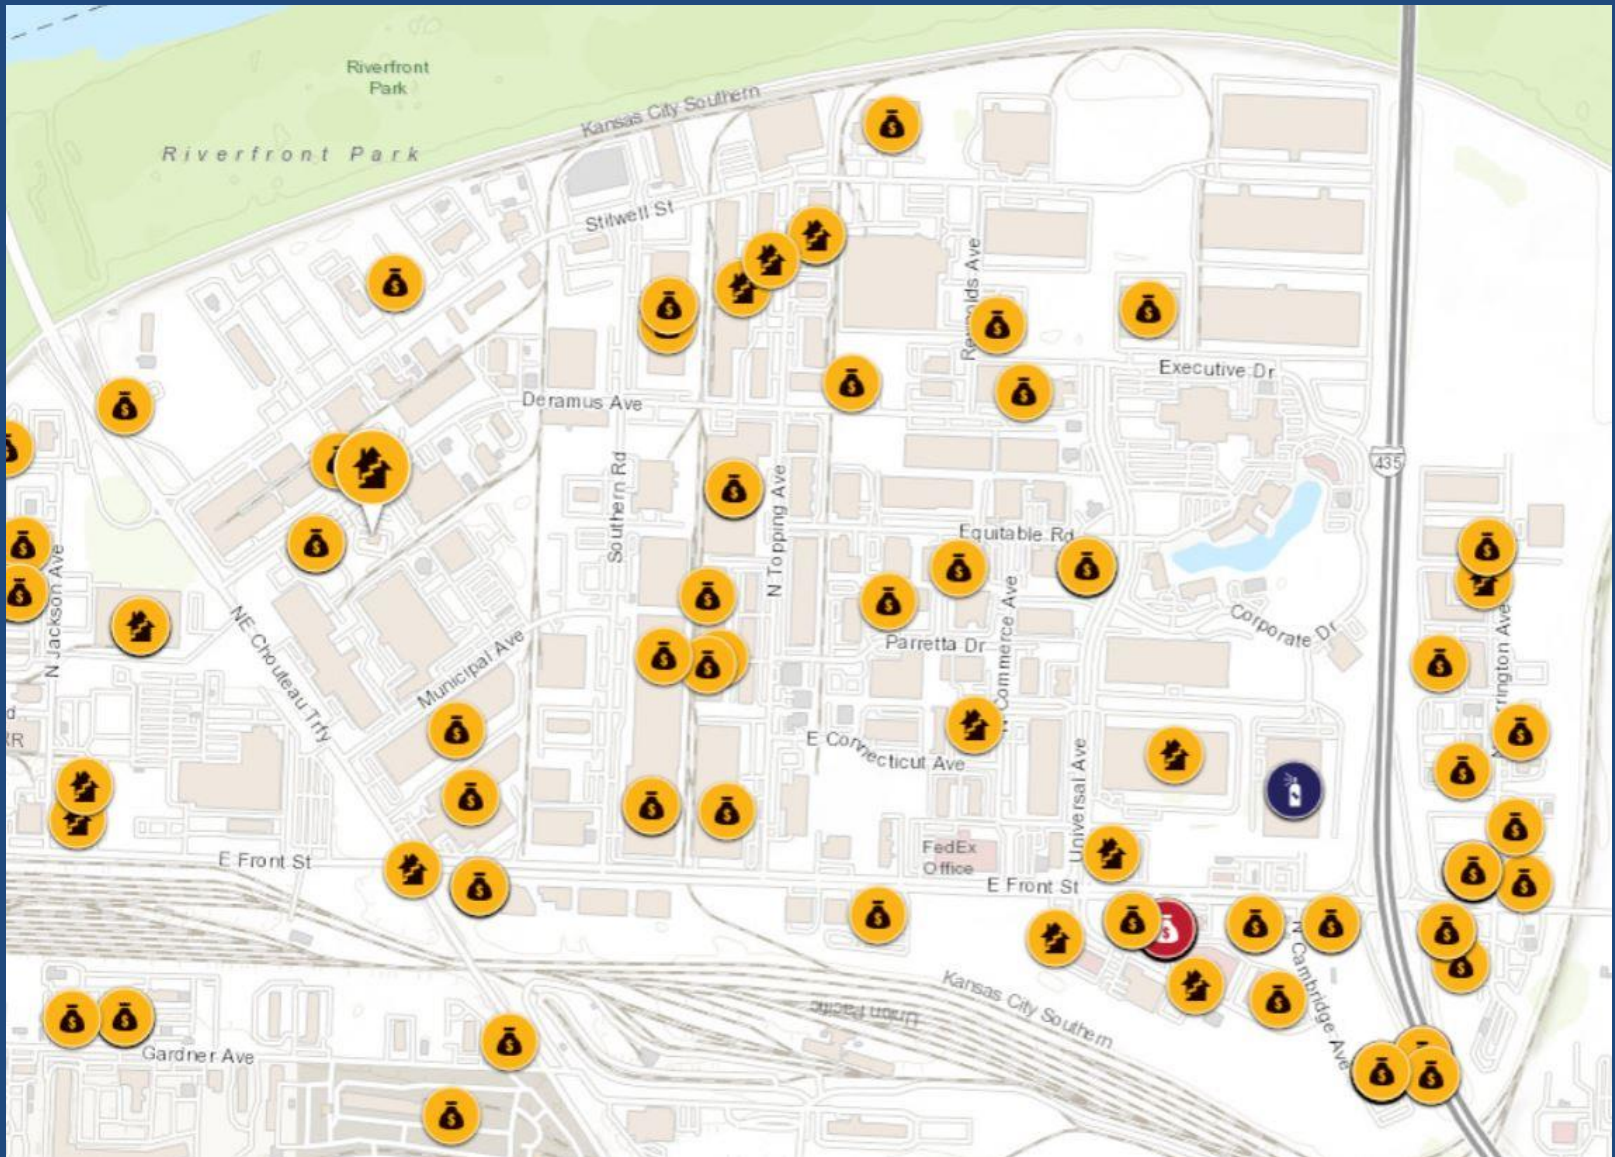 Riverfront
Park
Kansas City Southern
Riverfront Park
Stilwell St
Executive Dr
Deramus Ave
435
Southern Rd
N Topping Ave
Equitable Rd
N Jackson Ave
NE Chouteau Trfy
Municipal Ave
Parretta Dr
Commerce Ave
Corporate Dr
E Connecticut Ave
Universal Ave
E Front St
FedEx
Office
E Front St
N Cambridge Ave
Kansas City Southern
Union Pacific
Gardner Ave